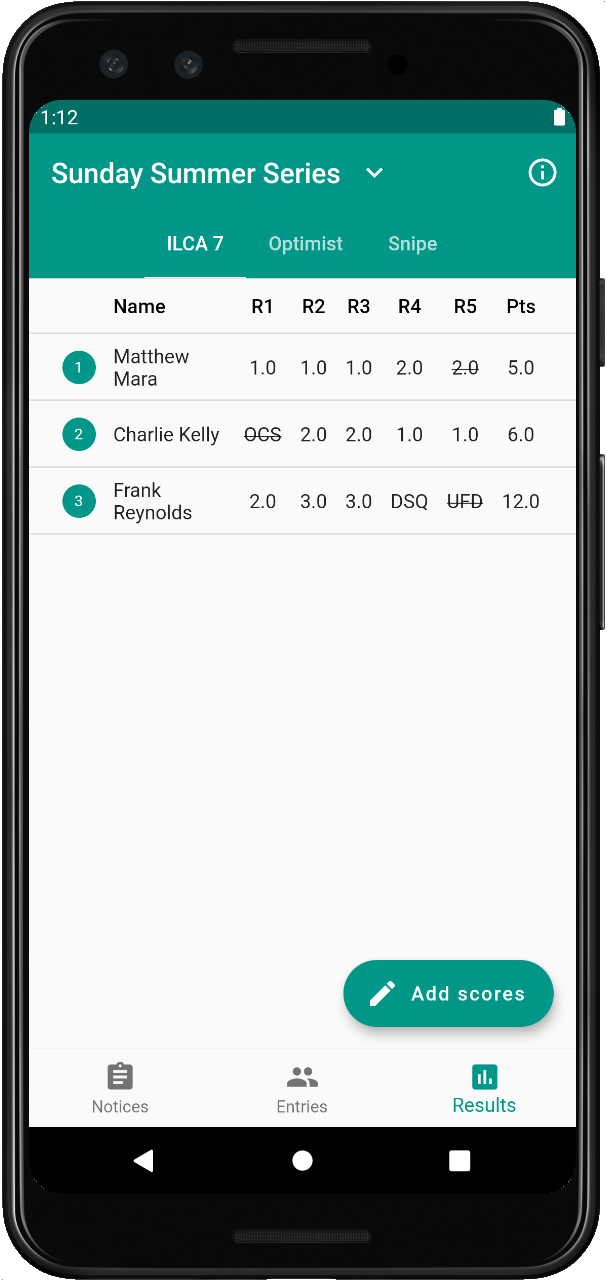 1:12
Sunday Summer Series
ILCA 7 Optimist Snipe
Name R1 R2 R3 R4 R5 Pts
1 Matthew Mara 1.0 1.0 1.0 2.0 2.0 5.0
2 Charlie Kelly OCS 2.0 2.0 1.0 1.0 6.0
3 Frank Reynolds 2.0 3.0 3.0 DSQ UFD 12.0
Add scores
Notices Entries Results